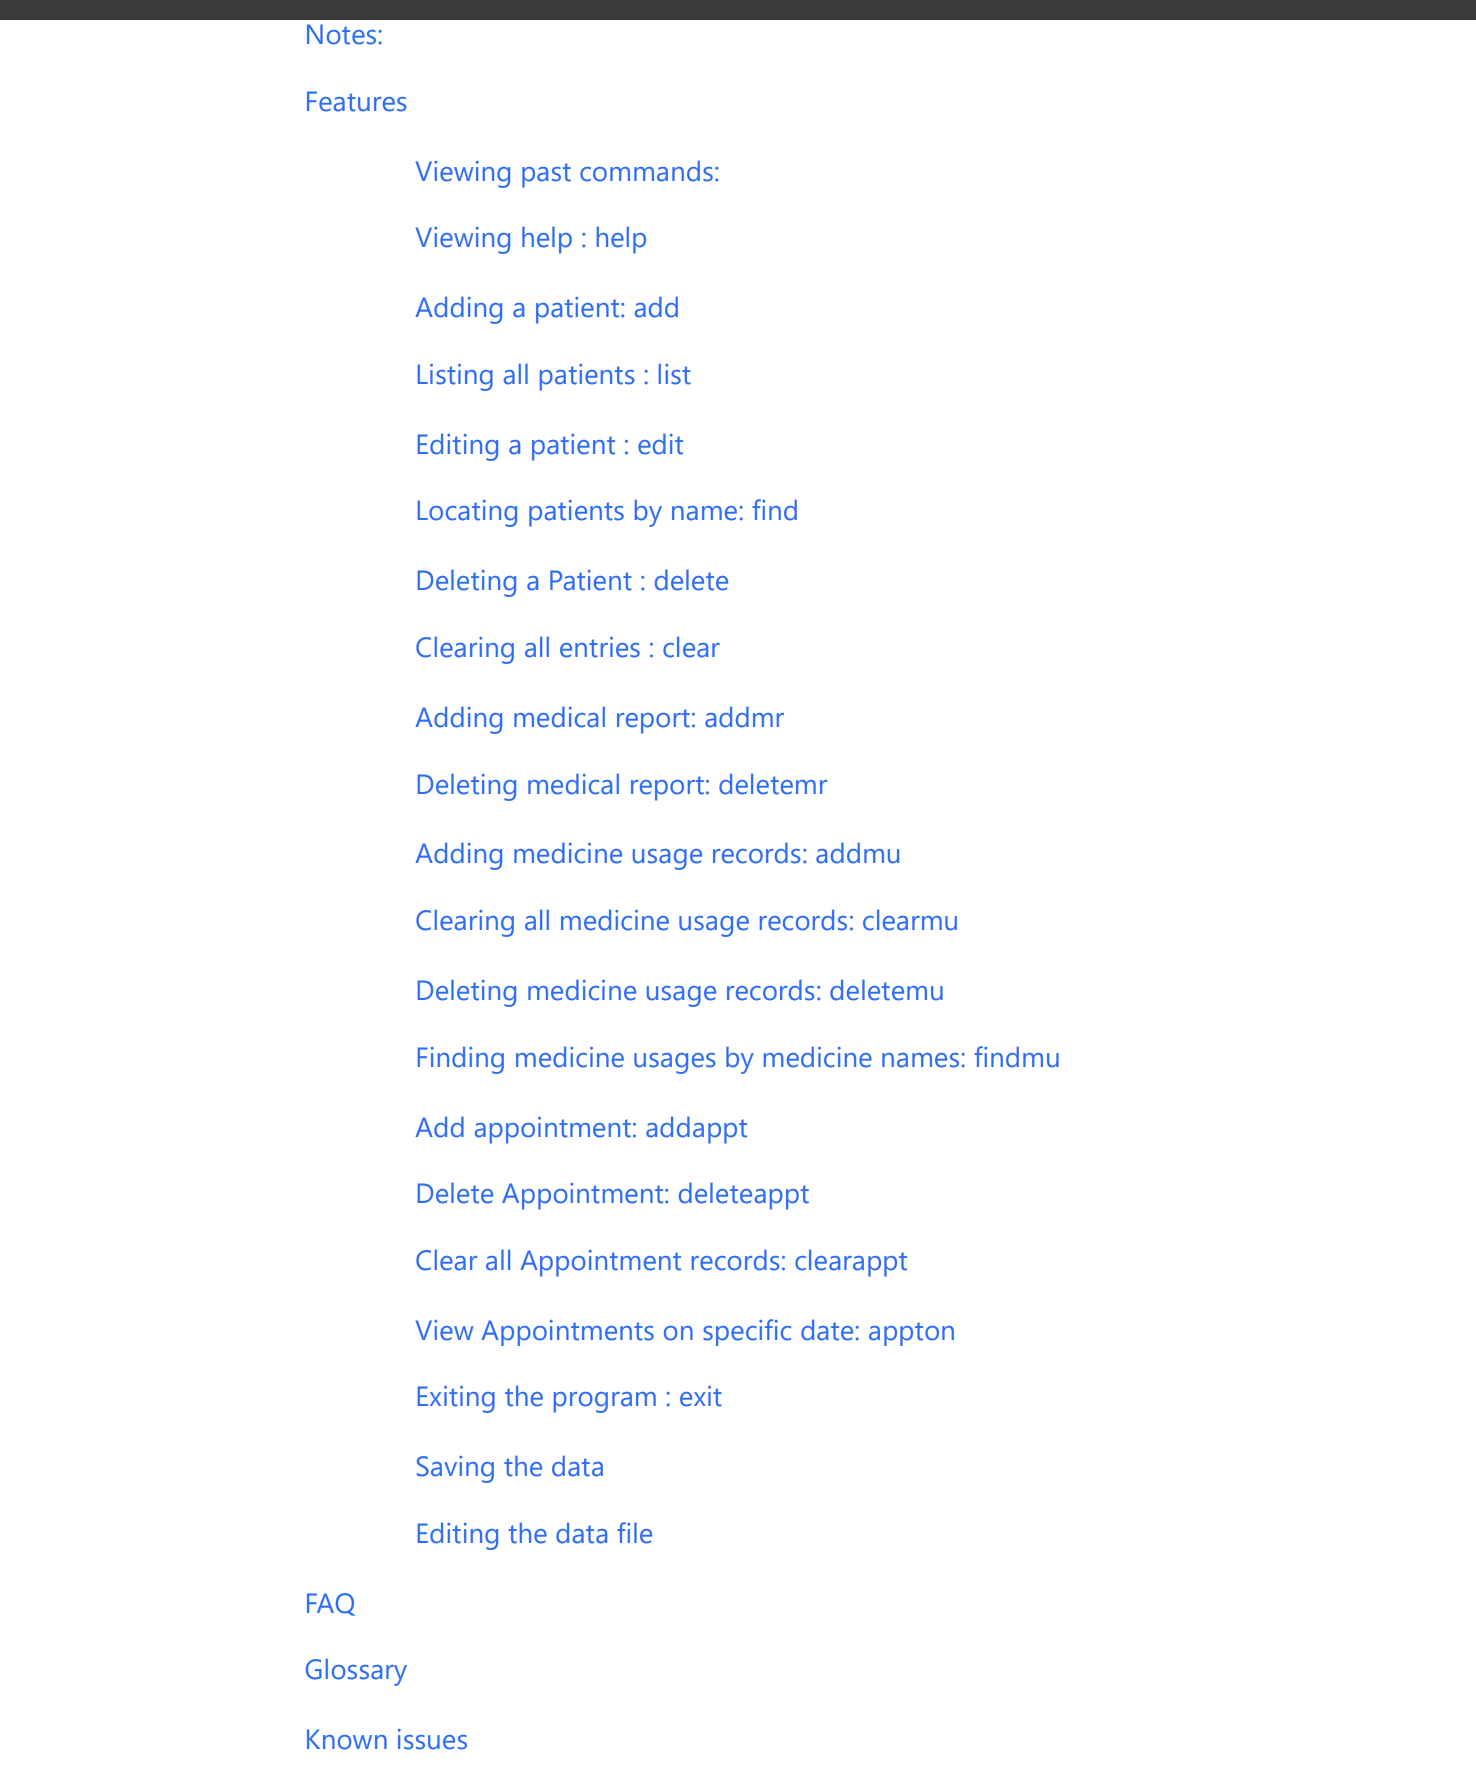 Notes:
Features
Viewing past commands:
Viewing help : help
Adding a patient: add
Listing all patients : list
Editing a patient : edit
Locating patients by name: find
Deleting a Patient : delete
Clearing all entries : clear
Adding medical report: addmr
Deleting medical report: deletemr
Adding medicine usage records: addmu
Clearing all medicine usage records: clearmu
Deleting medicine usage records: deletemu
Finding medicine usages by medicine names: findmu
Add appointment: addappt
Delete Appointment: deleteappt
Clear all Appointment records: clearappt
View Appointments on specific date: appton
Exiting the program : exit
Saving the data
Editing the data file
FAQ
Glossary
Known issues